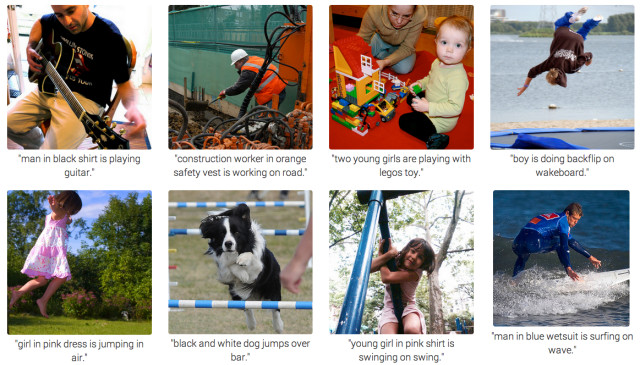 "man in black shirt is playing
guitar."
"construction worker in orange
safety vest is working on road."
"two young girls are playing with
legos toy."
"boy is doing backflip on
wakeboard."
"girl in pink dress is jumping in
air."
"black and white dog jumps over
bar."
"young girl in pink shirt is
swinging on swing."
"man in blue wetsuit is surfing on
wave."